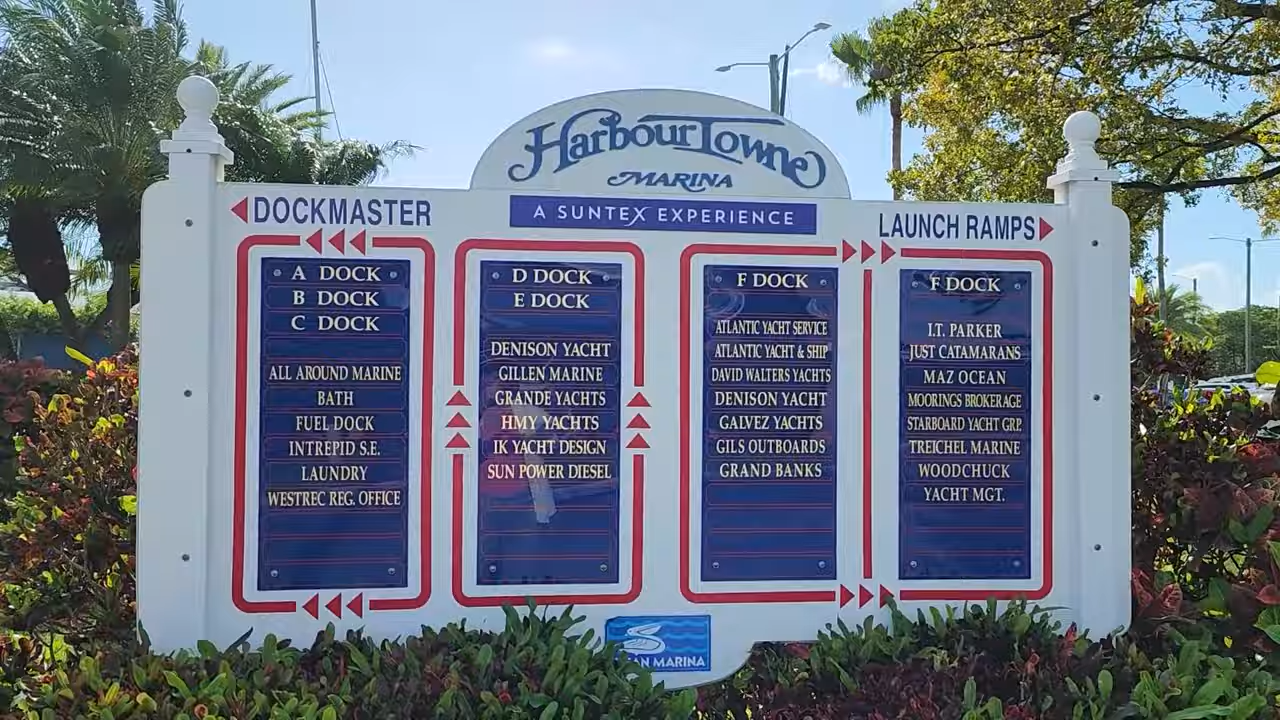 HARBOURTOWNE
MARINA
A SUNTEX EXPERIENCE
DOCKMASTER
LAUNCH RAMPS
A DOCK
B DOCK
C DOCK
ALL AROUND MARINE
BATH
FUEL DOCK
INTREPID S.E.
LAUNDRY
WESTREC REG. OFFICE
D DOCK
E DOCK
DENISON YACHT
GILLEN MARINE
GRANDE YACHTS
HMY YACHTS
IK YACHT DESIGN
SUN POWER DIESEL
F DOCK
ATLANTIC YACHT SERVICE
ATLANTIC YACHT & SHIP
DAVID WALTERS YACHTS
DENISON YACHT
GALVEZ YACHTS
GILS OUTBOARDS
GRAND BANKS
F DOCK
I.T. PARKER
JUST CATAMARANS
MAZ OCEAN
MOORINGS BROKERAGE
STARBOARD YACHT GRP.
TREICHEL MARINE
WOODCHUCK
YACHT MGT.
MARINA